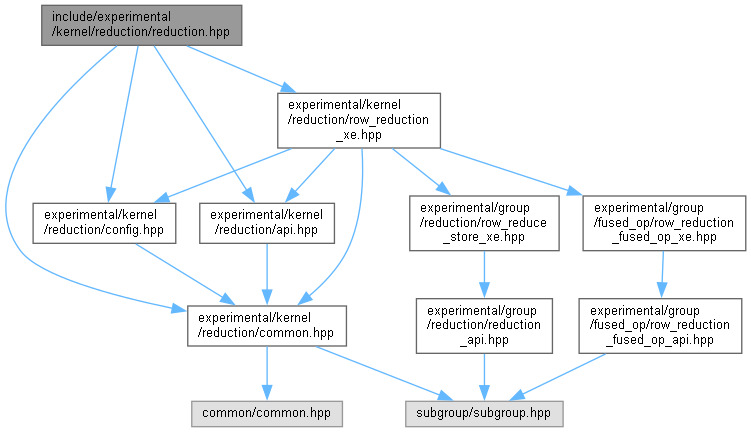 include/experimental
/kernel/reduction/reduction.hpp
experimental/kernel
/reduction/row_reduction
_xe.hpp
experimental/kernel
/reduction/config.hpp
experimental/kernel
/reduction/api.hpp
experimental/group
/reduction/row_reduce
_store_xe.hpp
experimental/group
/fused_op/row_reduction
_fused_op_xe.hpp
experimental/kernel
/reduction/common.hpp
experimental/group
/reduction/reduction
_api.hpp
experimental/group
/fused_op/row_reduction
_fused_op_api.hpp
common/common.hpp
subgroup/subgroup.hpp